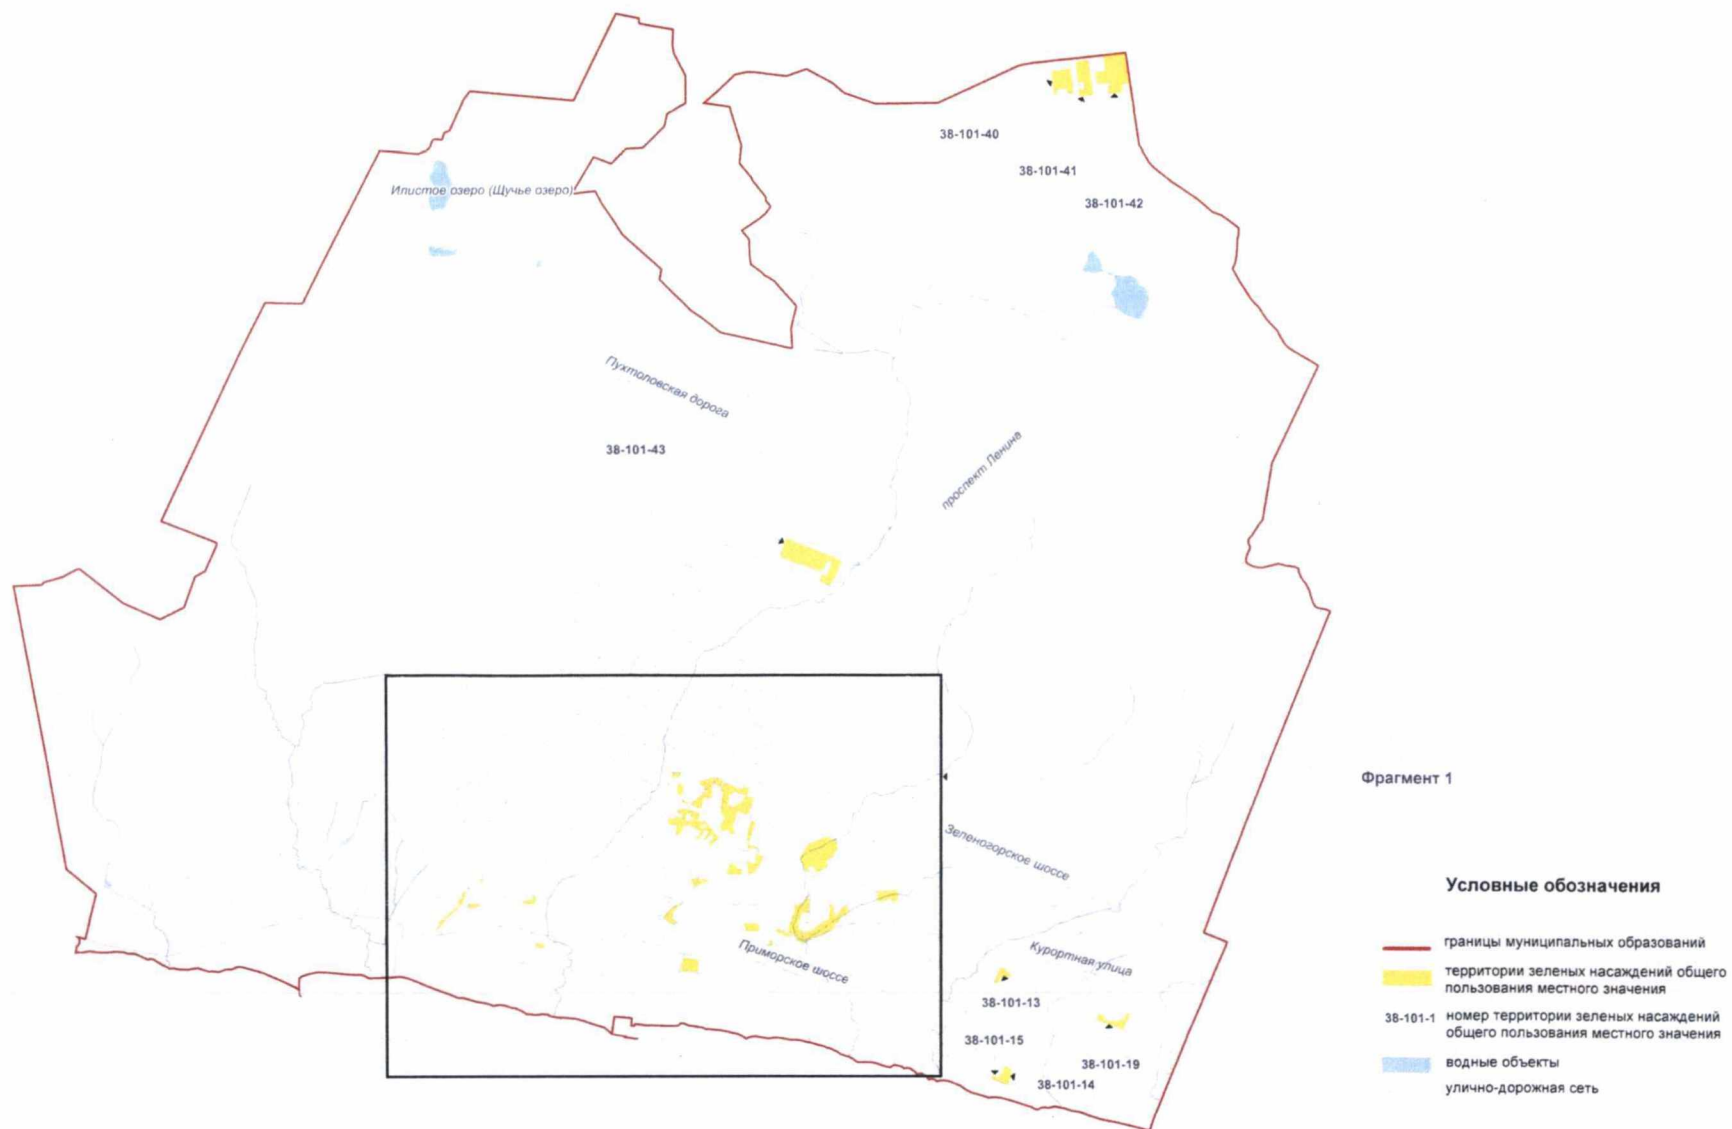 38-101-40
38-101-41
Илистое озеро (Щучье озеро)
38-101-42
Пухтоловская дорога
38-101-43
проспект Ленина
Фрагмент 1
Зеленогорское шоссе
Приморское шоссе
Курортная улица
38-101-13
38-101-15
38-101-19
38-101-14
Условные обозначения
границы муниципальных образований
территории зеленых насаждений общего
пользования местного значения
38-101-1 номер территории зеленых насаждений
общего пользования местного значения
водные объекты
улично-дорожная сеть